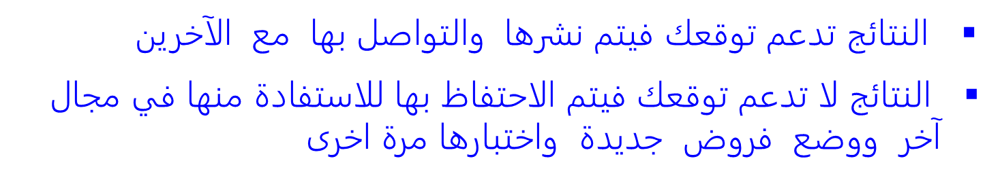 ▪ النتائج تدعم توقعك فيتم نشرها والتواصل بها مع الآخرين
▪ النتائج لا تدعم توقعك فيتم الاحتفاظ بها للاستفادة منها في مجال
آخر ووضع فروض جديدة واختبارها مرة اخرى